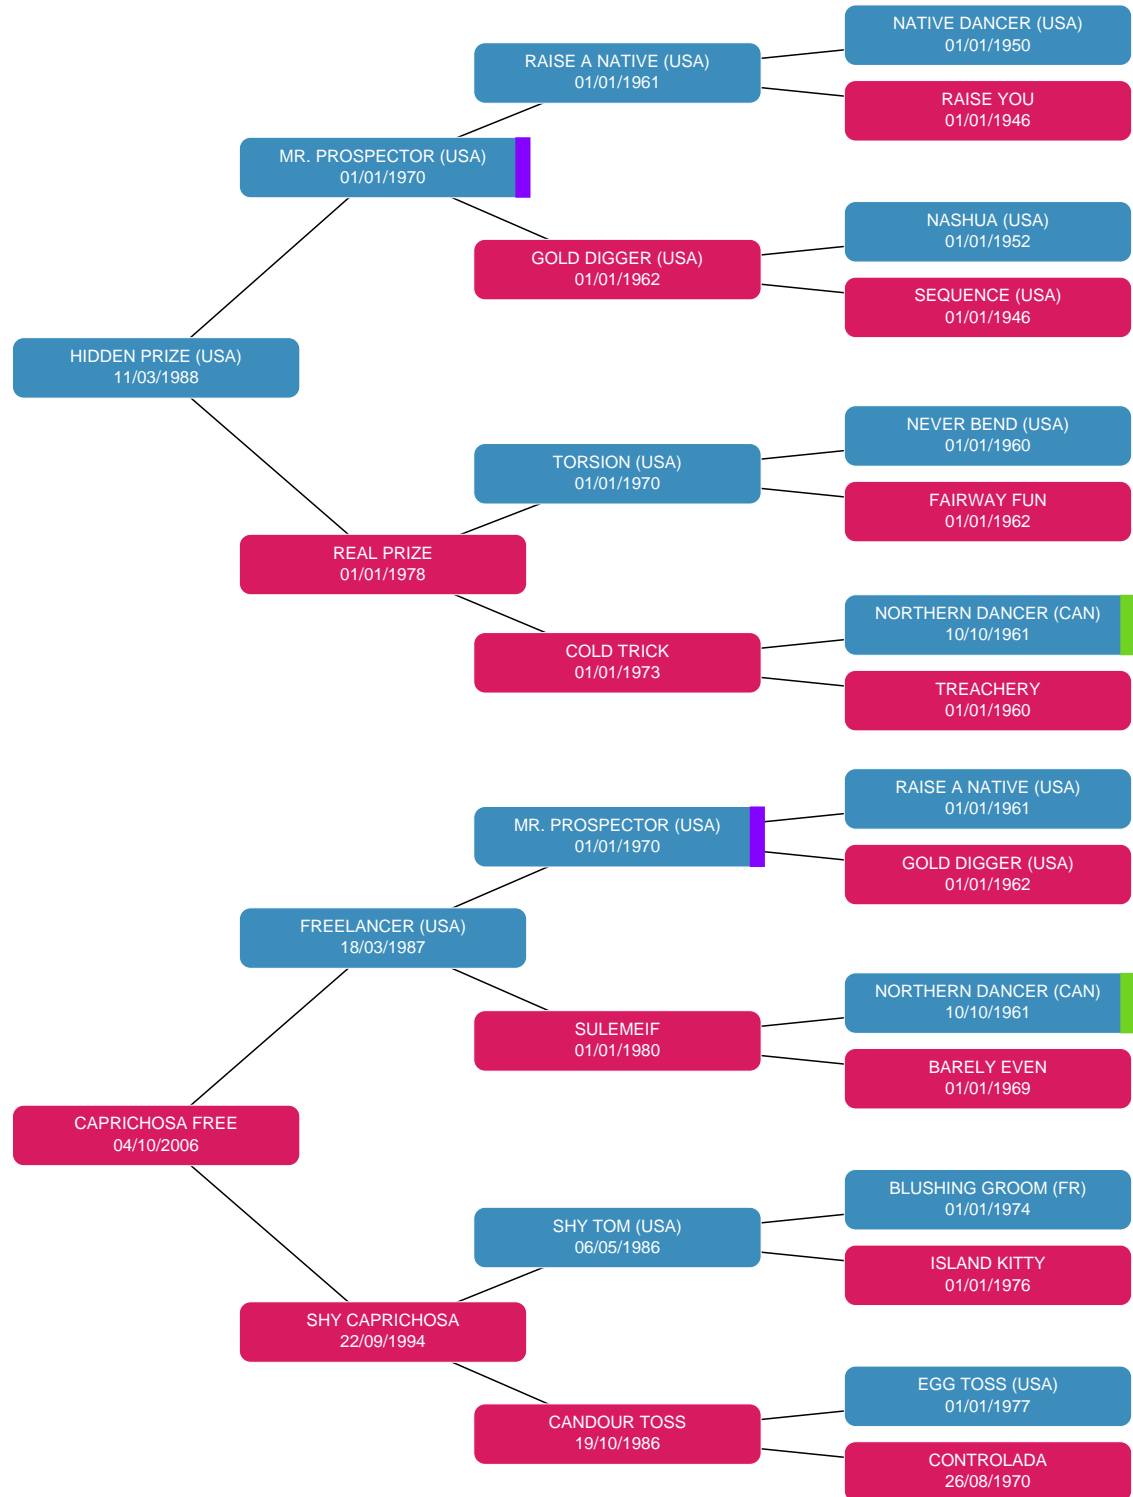 NATIVE DANCER (USA)
01/01/1950
RAISE A NATIVE (USA)
01/01/1961
RAISE YOU
01/01/1946
MR. PROSPECTOR (USA)
01/01/1970
NASHUA (USA)
01/01/1952
GOLD DIGGER (USA)
01/01/1962
SEQUENCE (USA)
01/01/1946
HIDDEN PRIZE (USA)
11/03/1988
NEVER BEND (USA)
01/01/1960
TORSION (USA)
01/01/1970
FAIRWAY FUN
01/01/1962
REAL PRIZE
01/01/1978
NORTHERN DANCER (CAN)
10/10/1961
COLD TRICK
01/01/1973
TREACHERY
01/01/1960
RAISE A NATIVE (USA)
01/01/1961
MR. PROSPECTOR (USA)
01/01/1970
GOLD DIGGER (USA)
01/01/1962
FREELANCER (USA)
18/03/1987
NORTHERN DANCER (CAN)
10/10/1961
SULEMEIF
01/01/1980
BARELY EVEN
01/01/1969
CAPRICHOSA FREE
04/10/2006
BLUSHING GROOM (FR)
01/01/1974
SHY TOM (USA)
06/05/1986
ISLAND KITTY
01/01/1976
SHY CAPRICHOSA
22/09/1994
EGG TOSS (USA)
01/01/1977
CANDOUR TOSS
19/10/1986
CONTROLADA
26/08/1970